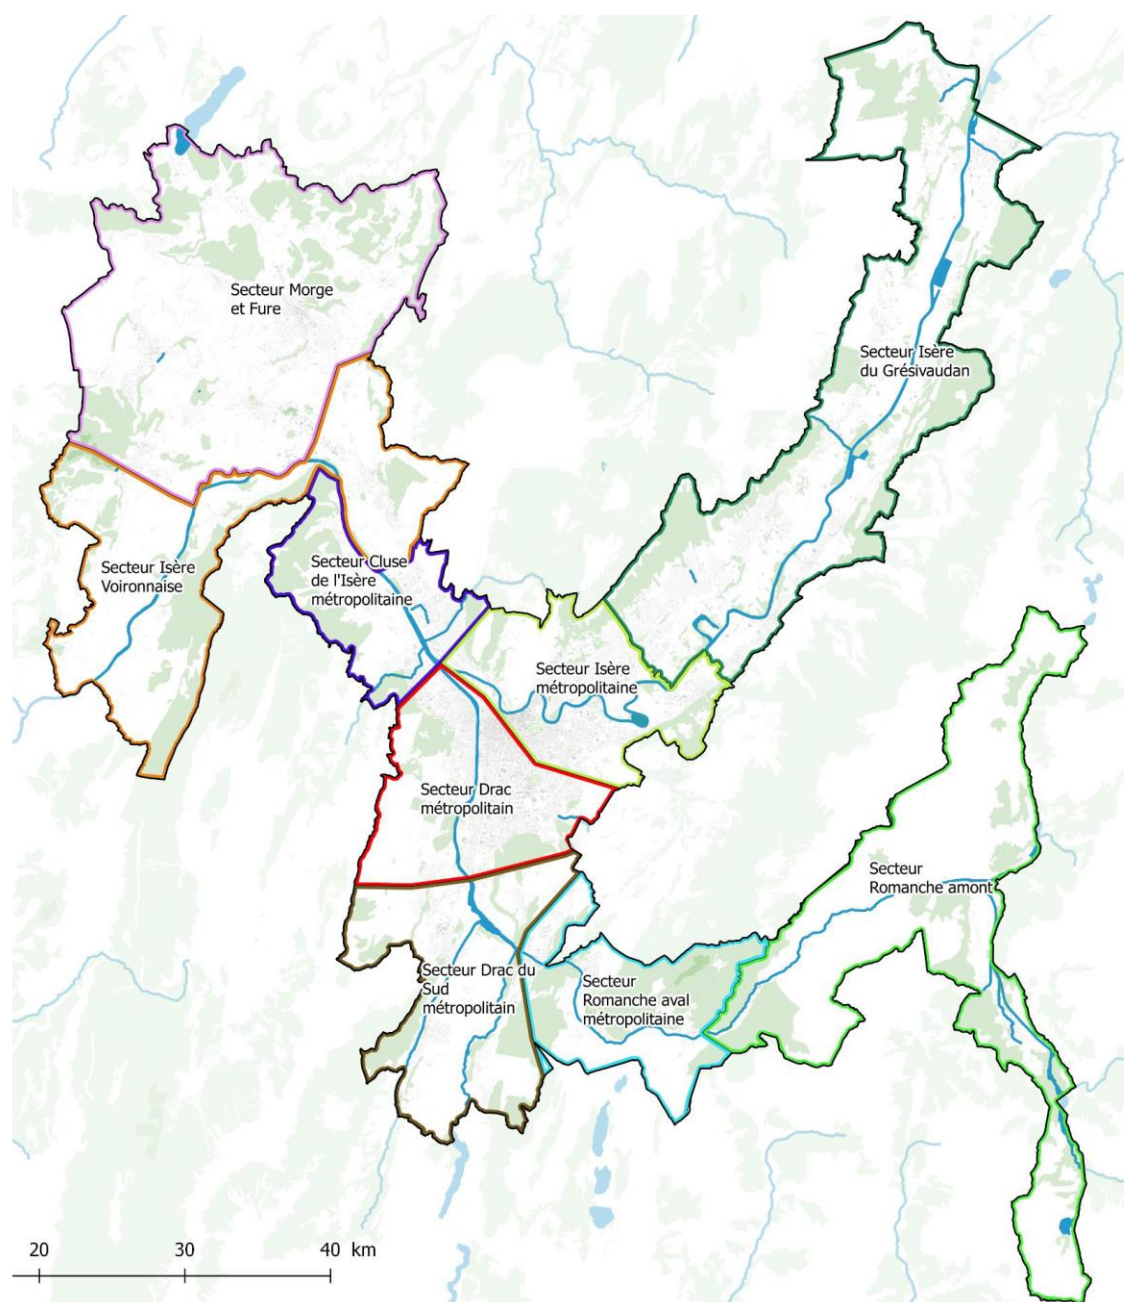 Secteur Morge
et Fure
Secteur Isère
du Grésivaudan
Secteur Isère
Voironnaise
Secteur Cluse
de l'Isère
métropolitaine
Secteur Isère
métropolitaine
Secteur Drac
métropolitain
Secteur
Romanche amont
Secteur Drac du
Sud
métropolitain
Secteur
Romanche aval
métropolitaine
20 30 40 km